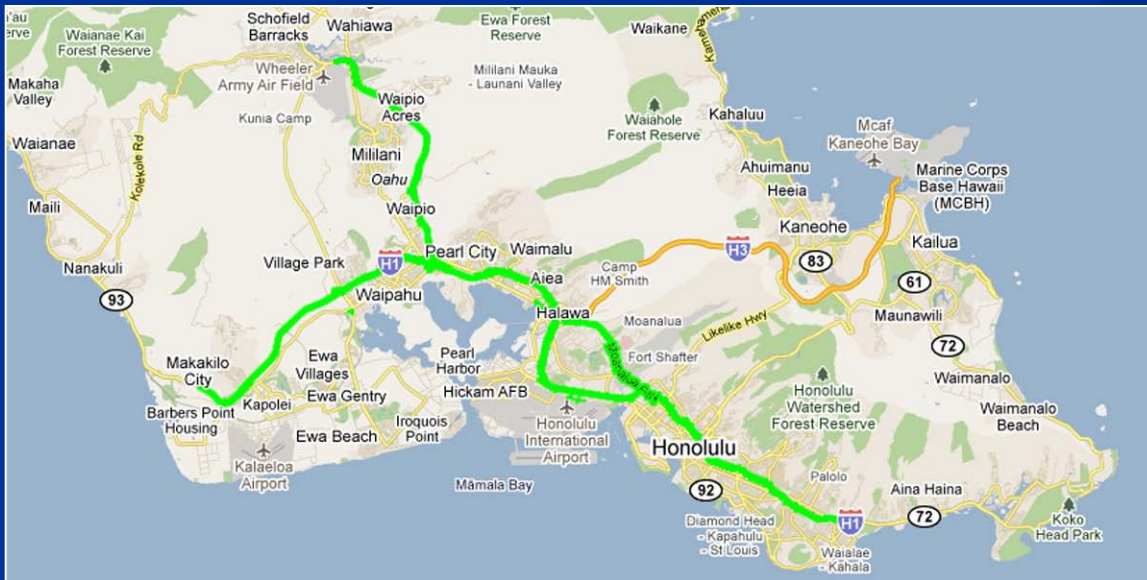 Schofield
Barracks
Wahiawa
Ewa Forest
Reserve
Waikane
Waianae Kai
Forest Reserve
Makaha
Valley
Wheeler
Army Air Field
Mililani Mauka
- Launani Valley
Waipio
Acres
Kunia Camp
Waiahole
Forest Reserve
Kahaluu
Mcaf
Kaneohe Bay
Marine Corps
Base Hawaii
(MCBH)
Waianae
Kolekole Rd
Mililani
Oahu
Ahuimanu
Heeia
Maili
Waipio
Kaneohe
Kailua
Nanakuli
Village Park
H1
Pearl City
Waimalu
Aiea
Camp
HM Smith
H3
83
61
93
Waipahu
Halawa
Moanalua
Likelike Hwy
Maunawili
72
Makakilo
City
Ewa
Villages
Pearl
Harbor
Moanalua Fwy
Fort Shafter
Waimanalo
Barbers Point
Housing
Kapolei
Ewa Gentry
Hickam AFB
Honolulu
Watershed
Forest Reserve
Waimanalo
Beach
Iroquois
Point
Ewa Beach
Honolulu
International
Airport
Honolulu
Kalaeloa
Airport
Māmala Bay
92
Palolo
Aina Haina
H1
72
Koko
Head Park
Diamond Head
- Kapahulu
- St Louis
Waialae
- Kahala